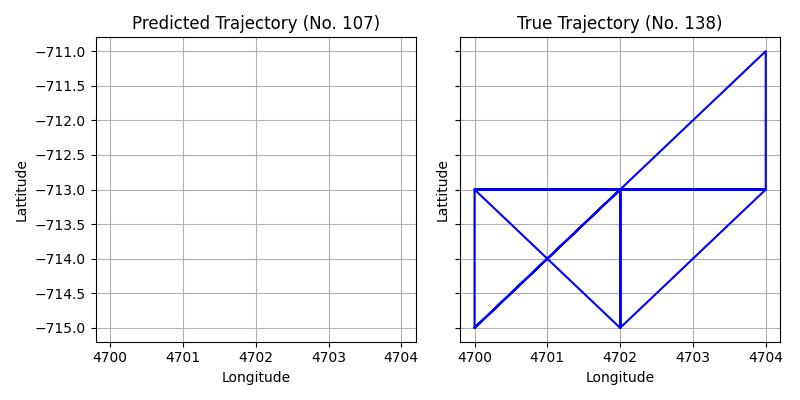 Predicted Trajectory (No. 107)
−711.0
−711.5
−712.0
−712.5
−713.0
−713.5
−714.0
−714.5
−715.0
Lattitude
4700 4701 4702 4703 4704
Longitude
True Trajectory (No. 138)
Lattitude
4700 4701 4702 4703 4704
Longitude